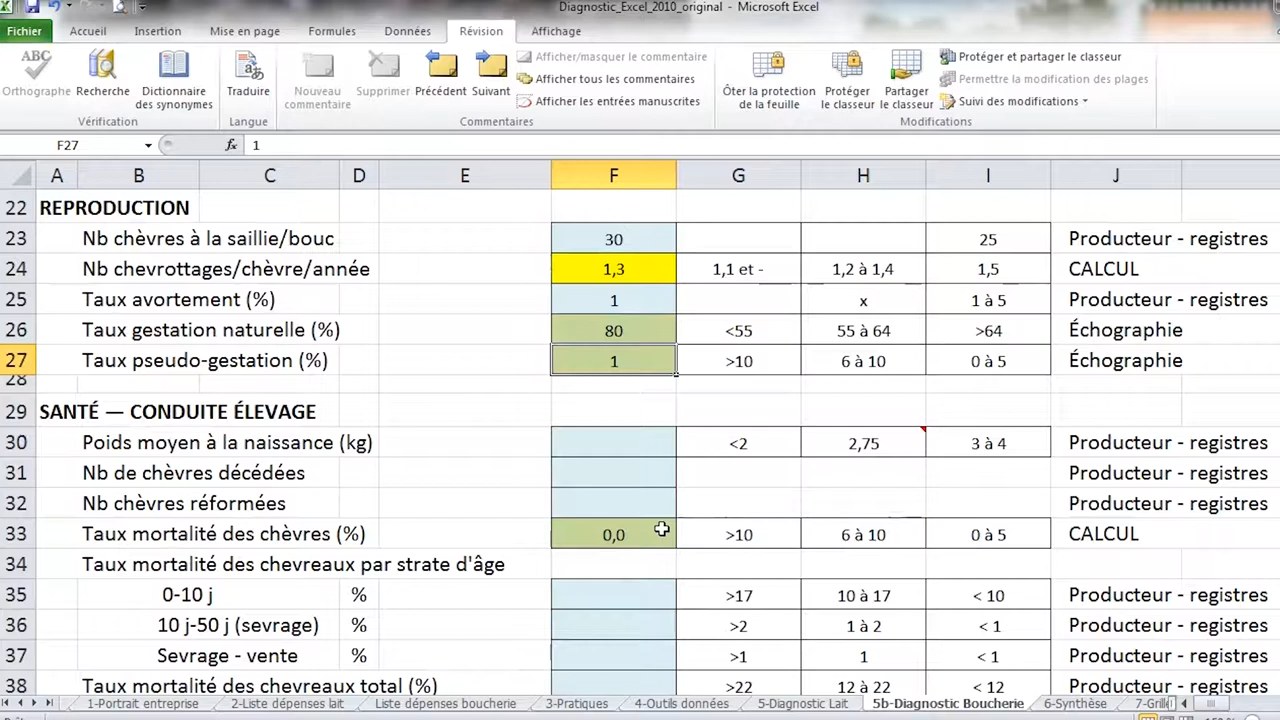 Diagnostic_Excel_2010_original - Microsoft Excel
Fichier Accueil Insertion Mise en page Formules Données Révision Affichage
ABC
Orthographe Recherche Dictionnaire des synonymes
Traduire
Nouveau commentaire Supprimer Précédent Suivant
Afficher/masquer le commentaire
Afficher tous les commentaires
Afficher les entrées manuscrites
Ôter la protection de la feuille Protéger le classeur Partager le classeur
Protéger et partager le classeur
Permettre la modification des plages
Suivi des modifications
Vérification Langue Commentaires Modifications
F27 fx 1
A B C D E F G H I J
22 REPRODUCTION
23 Nb chèvres à la saillie/bouc 30 25 Producteur - registres
24 Nb chevrottages/chèvre/année 1,3 1,1 et - 1,2 à 1,4 1,5 CALCUL
25 Taux avortement (%) 1 x 1 à 5 Producteur - registres
26 Taux gestation naturelle (%) 80 <55 55 à 64 >64 Échographie
27 Taux pseudo-gestation (%) 1 >10 6 à 10 0 à 5 Échographie
28
29 SANTÉ — CONDUITE ÉLEVAGE
30 Poids moyen à la naissance (kg) <2 2,75 3 à 4 Producteur - registres
31 Nb de chèvres décédées Producteur - registres
32 Nb chèvres réformées Producteur - registres
33 Taux mortalité des chèvres (%) 0,0 >10 6 à 10 0 à 5 CALCUL
34 Taux mortalité des chevreaux par strate d'âge
35 0-10 j % >17 10 à 17 < 10 Producteur - registres
36 10 j-50 j (sevrage) % >2 1 à 2 < 1 Producteur - registres
37 Sevrage - vente % >1 1 < 1 Producteur - registres
38 Taux mortalité des chevreaux total (%) >22 12 à 22 < 12 Producteur - registres
1-Portrait entreprise 2-Liste dépenses lait Liste dépenses boucherie 3-Pratiques 4-Outils données 5-Diagnostic Lait 5b-Diagnostic Boucherie 6-Synthèse